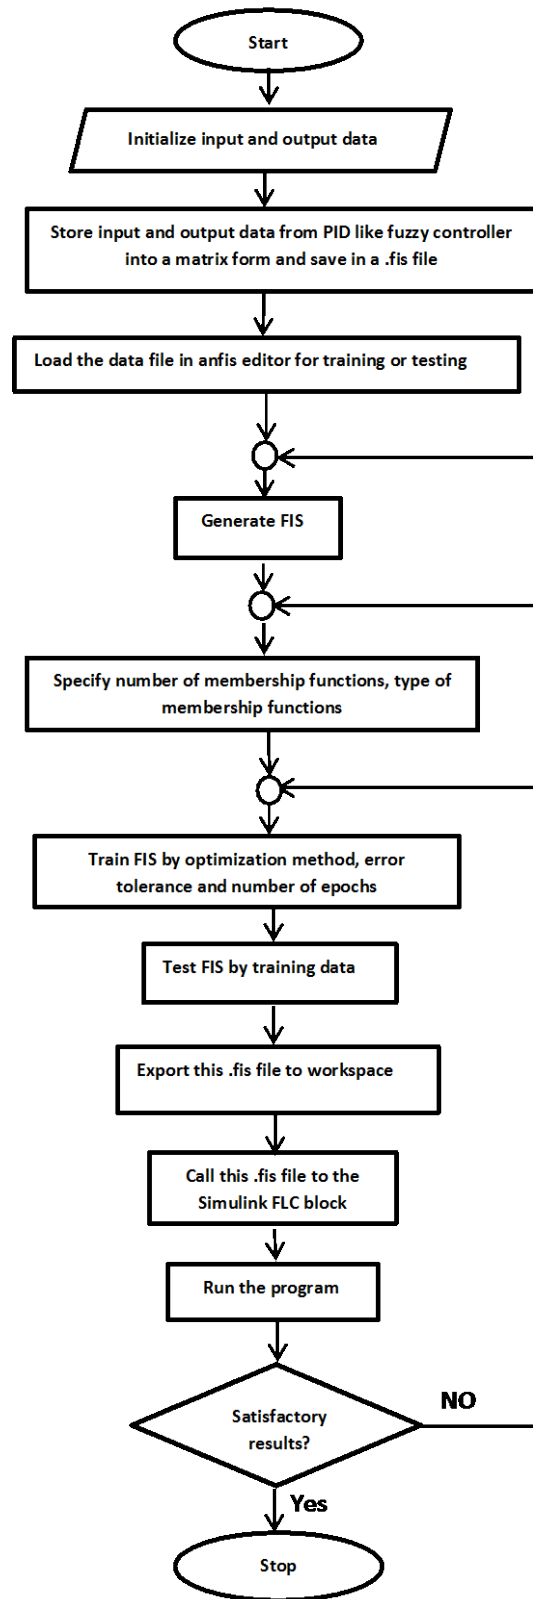 Start
Initialize input and output data
Store input and output data from PID like fuzzy controller
into a matrix form and save in a .fis file
Load the data file in anfis editor for training or testing
Generate FIS
Specify number of membership functions, type of
membership functions
Train FIS by optimization method, error
tolerance and number of epochs
Test FIS by training data
Export this .fis file to workspace
Call this .fis file to the
Simulink FLC block
Run the program
Satisfactory
results?
NO
Yes
Stop